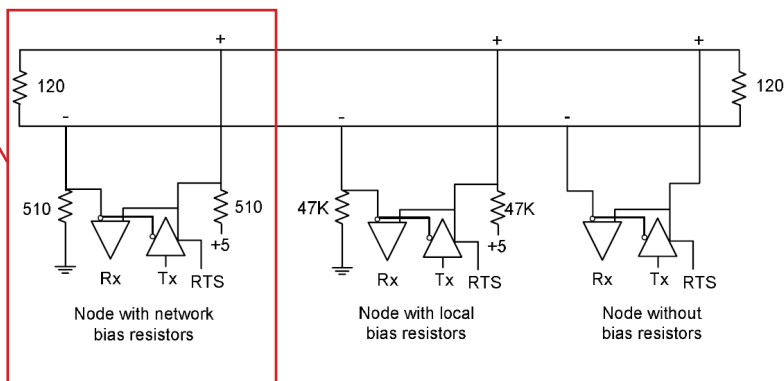 + + +
120 120
- - -
510 510 47K 47K
+5 +5
Rx Tx RTS Rx Tx RTS Rx Tx RTS
Node with network
bias resistors
Node with local
bias resistors
Node without
bias resistors